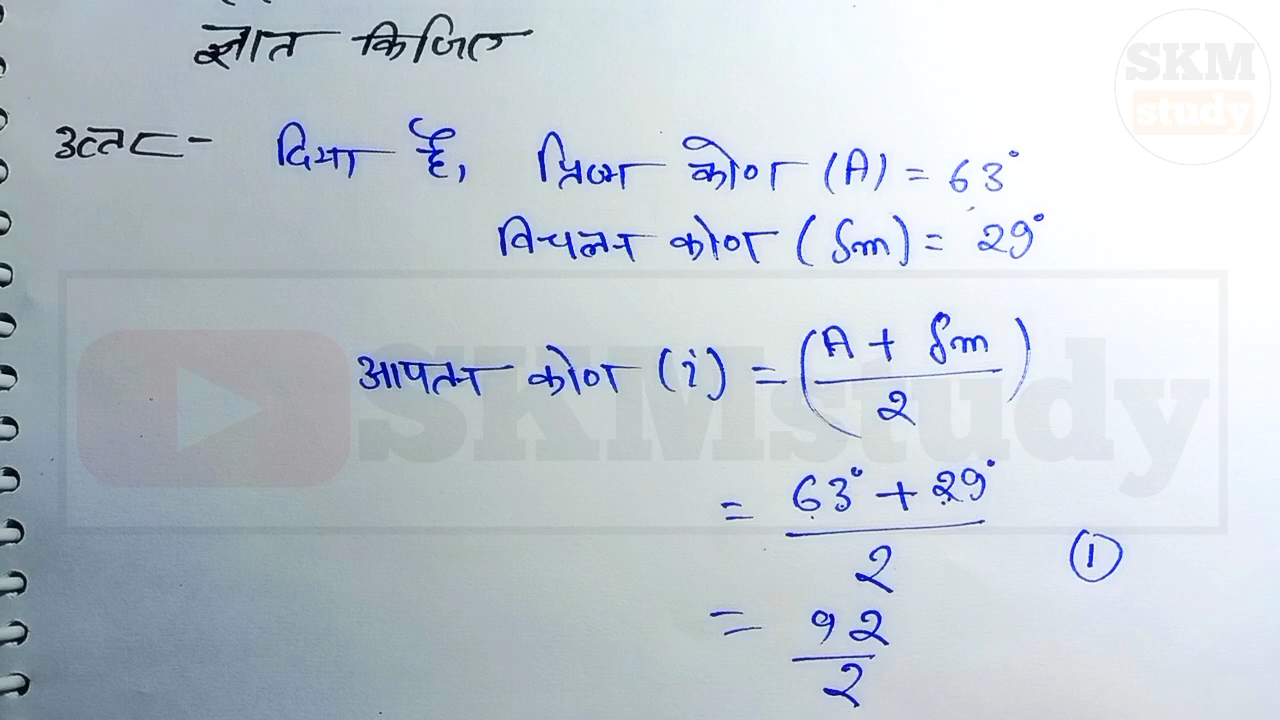 ज्ञात किजिए
SKM
study
उत्तर - दिया है, प्रिज्म कोण (A) = 63°
विचलन कोण (δm) = 29°
आपतन कोण (i) = (A + δm / 2)
SKMstudy
= 63° + 29° / 2
①
= 92 / 2